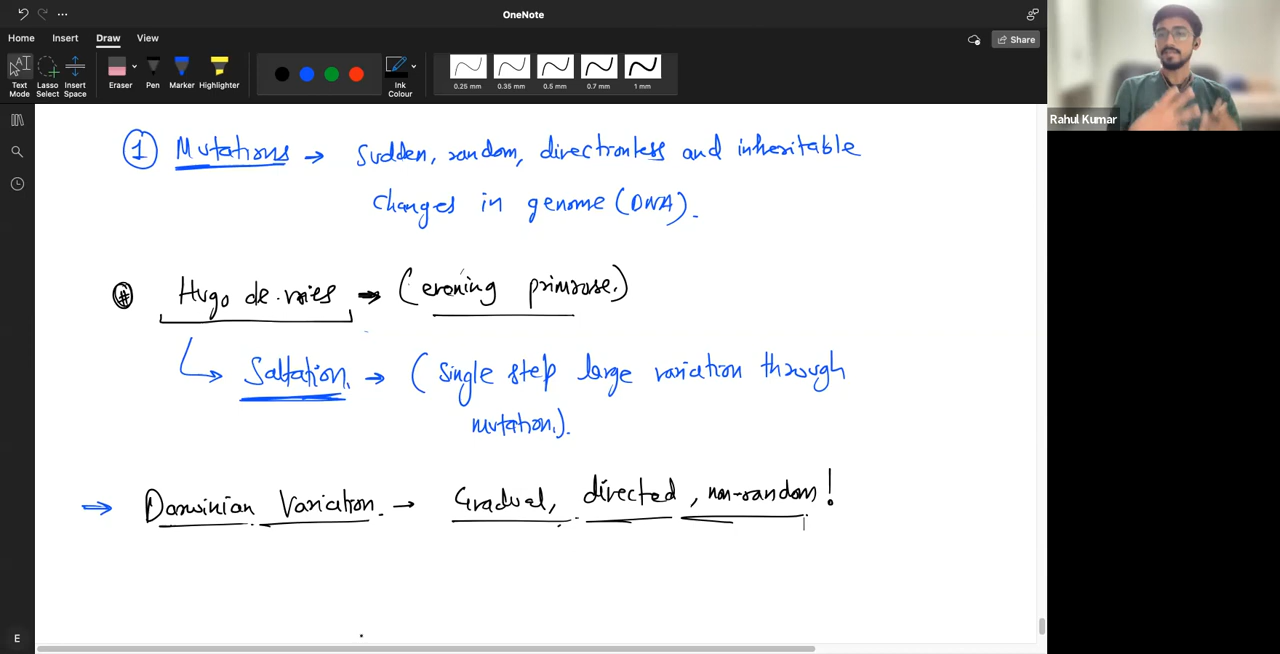 OneNote
Home Insert Draw View
Share
Text Mode
Lasso Select
Insert Space
Eraser
Pen
Marker
Highlighter
Ink Colour
0.25 mm
0.35 mm
0.5 mm
0.7 mm
1 mm
Rahul Kumar
1 Mutations → Sudden, random, directionless and inheritable
changes in genome (DNA).
# Hugo de vries → (evening primrose.)
Saltation. → (Single step large variation through
mutation.).
⇒ Darwinian Variation. → Gradual, directed, non-random!
E